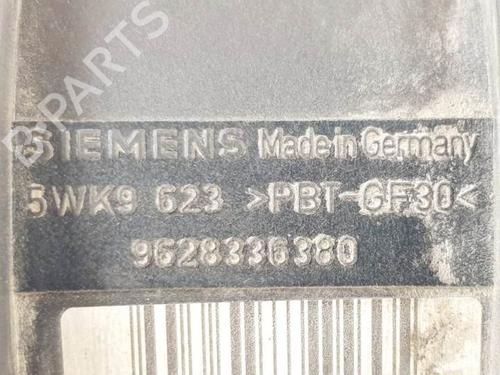 B-PARTS
SIEMENS Made in Germany
5WK9 623 >PBT-GF30<
9628336380